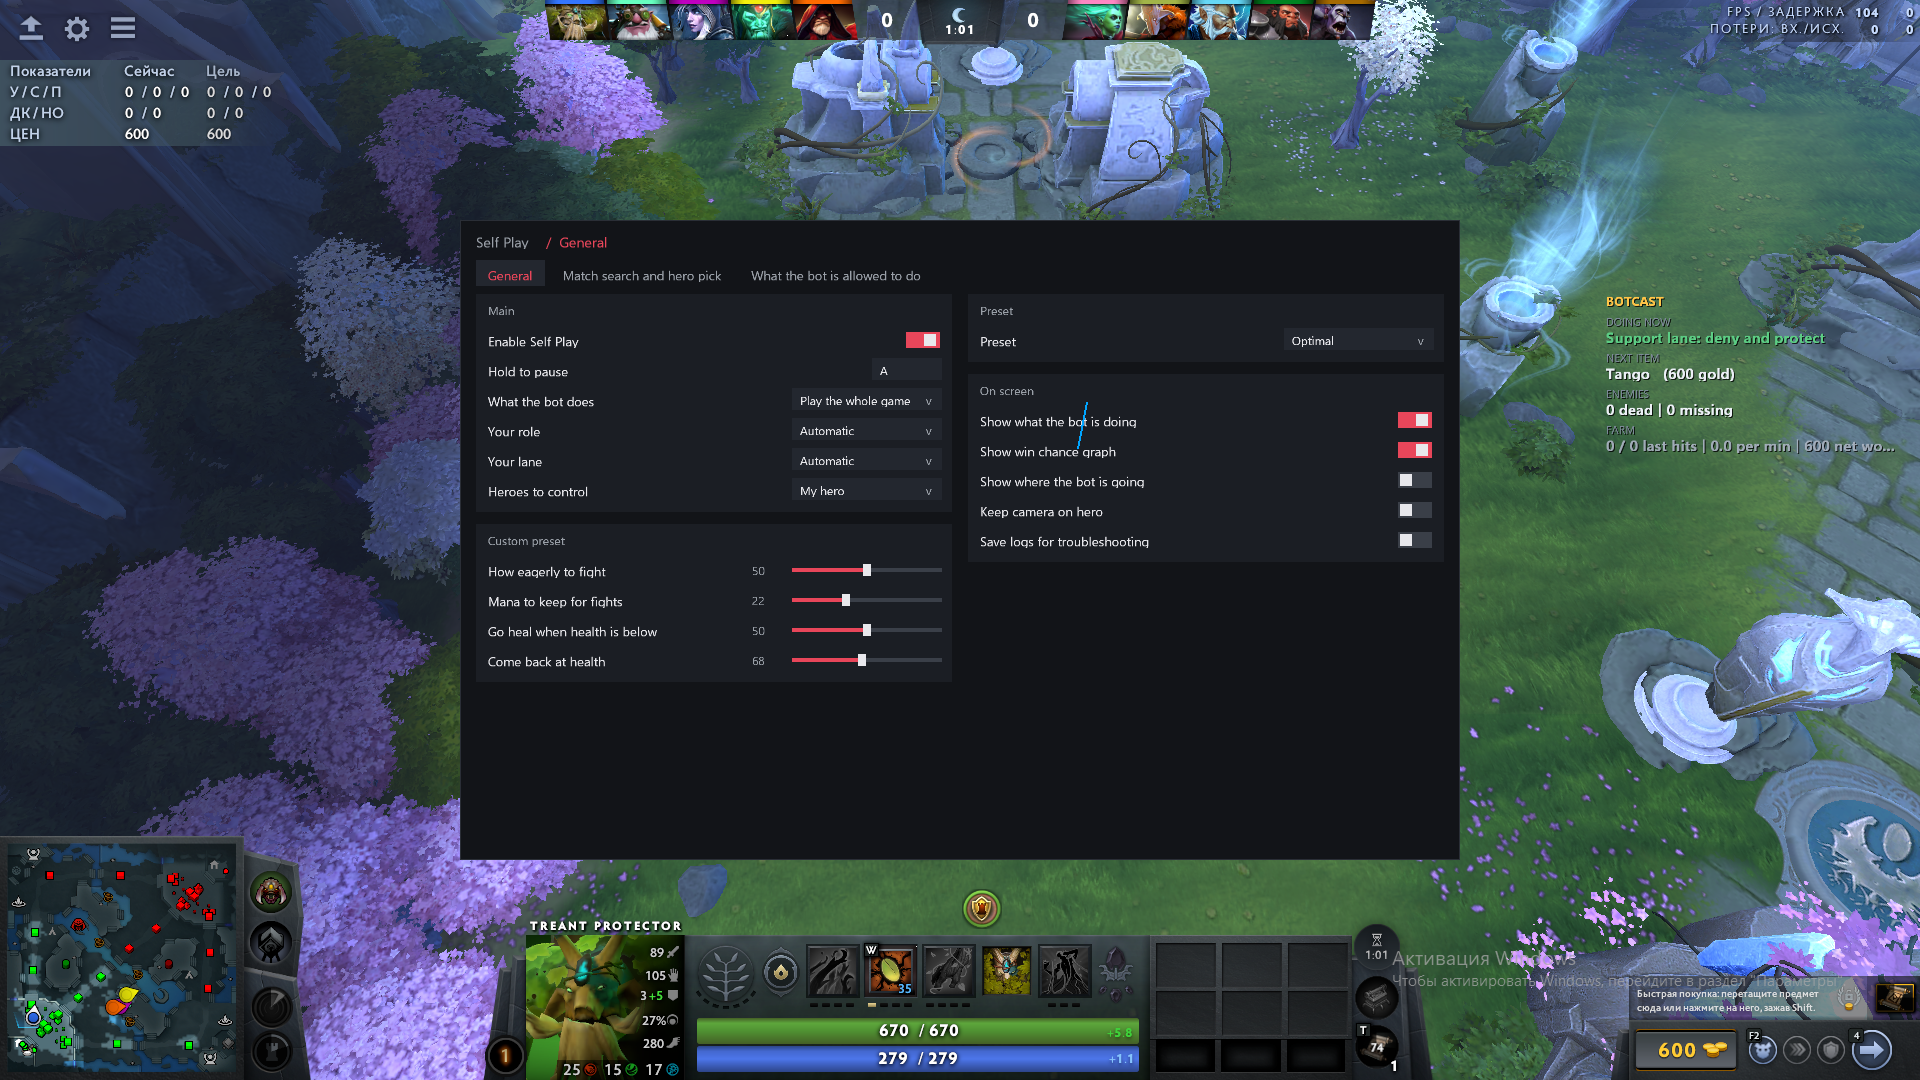 0
1:01
0
FPS / ЗАДЕРЖКА 104 0
ПОТЕРИ: ВХ./ИСХ. 0 0
Показатели Сейчас Цель
У/С/П 0 / 0 / 0 0 / 0 / 0
ДК/НО 0 / 0 0 / 0
ЦЕН 600 600
Self Play / General
General Match search and hero pick What the bot is allowed to do
Main
Enable Self Play
Hold to pause A
What the bot does Play the whole game v
Your role Automatic v
Your lane Automatic v
Heroes to control My hero v
Custom preset
How eagerly to fight 50
Mana to keep for fights 22
Go heal when health is below 50
Come back at health 68
Preset
Preset Optimal v
On screen
Show what the bot is doing
Show win chance graph
Show where the bot is going
Keep camera on hero
Save logs for troubleshooting
BOTCAST
DOING NOW
Support lane: deny and protect
NEXT ITEM
Tango (600 gold)
ENEMIES
0 dead | 0 missing
FARM
0 / 0 last hits | 0.0 per min | 600 net wo...
TREANT PROTECTOR
89
105
3 +5
27%
280
1
25 15 17
W
35
670 / 670 +5.8
279 / 279 +1.1
1:01
T
74
1
Активация W
Чтобы активировать Windows, перейдите в раздел "Параметры
Быстрая покупка: перетащите предмет
сюда или нажмите на него, зажав Shift.
600
F2
4